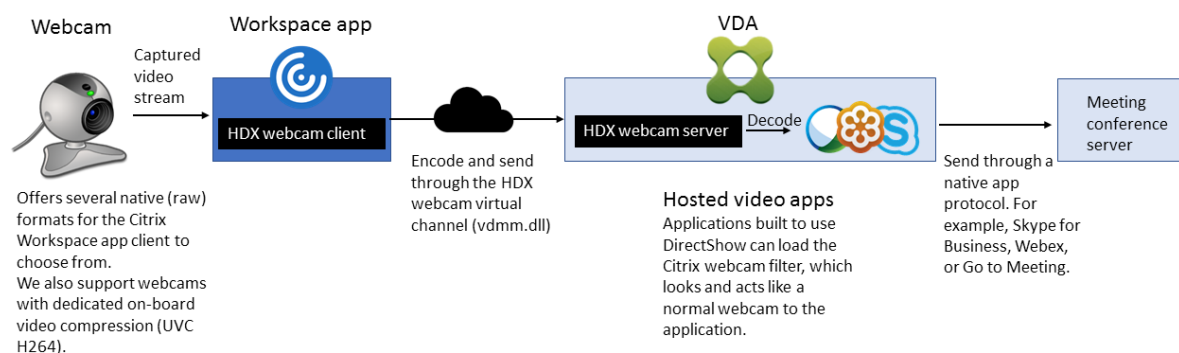 Webcam
Captured
video
stream
Offers several native (raw)
formats for the Citrix
Workspace app client to
choose from.
We also support webcams
with dedicated on-board
video compression (UVC
H264).
Workspace app
HDX webcam client
Encode and send
through the HDX
webcam virtual
channel (vdmm.dll)
VDA
HDX webcam server
Decode
S
Hosted video apps
Applications built to use
DirectShow can load the
Citrix webcam filter, which
looks and acts like a
normal webcam to the
application.
Send through a
native app
protocol. For
example, Skype for
Business, Webex,
or Go to Meeting.
Meeting
conference
server